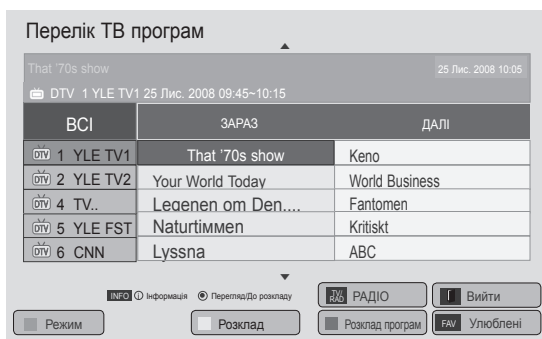 Перелік ТВ програм
That '70s show 25 Лис. 2008 10:05
DTV 1 YLE TV1 25 Лис. 2008 09:45~10:15
ВСІ ЗАРАЗ ДАЛІ
DTV 1 YLE TV1 That '70s show Keno
DTV 2 YLE TV2 Your World Today World Business
DTV 4 TV.. Legenen om Den.... Fantomen
DTV 5 YLE FST Naturtiммen Kritiskt
DTV 6 CNN Lyssna ABC
INFO i Інформація Перегляд/До розкладу TV/RAD РАДІО Вийти
Режим Розклад Розклад програм FAV Улюблені